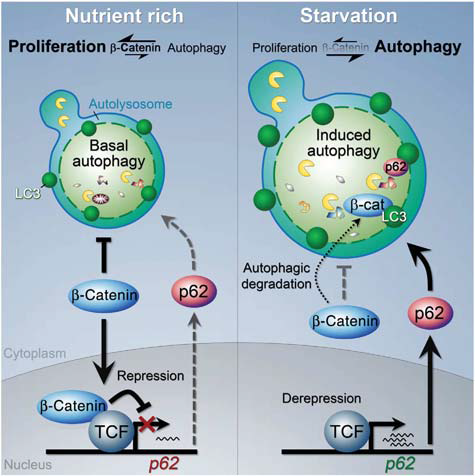 Nutrient rich
Proliferation β-Catenin Autophagy
Autolysosome
Basal
autophagy
LC3
β-Catenin
p62
Cytoplasm
Repression
β-Catenin
TCF
Nucleus
p62
Starvation
Proliferation β-Catenin Autophagy
Induced
autophagy
p62
β-cat
LC3
Autophagic
degradation
β-Catenin
p62
Derepression
TCF
p62